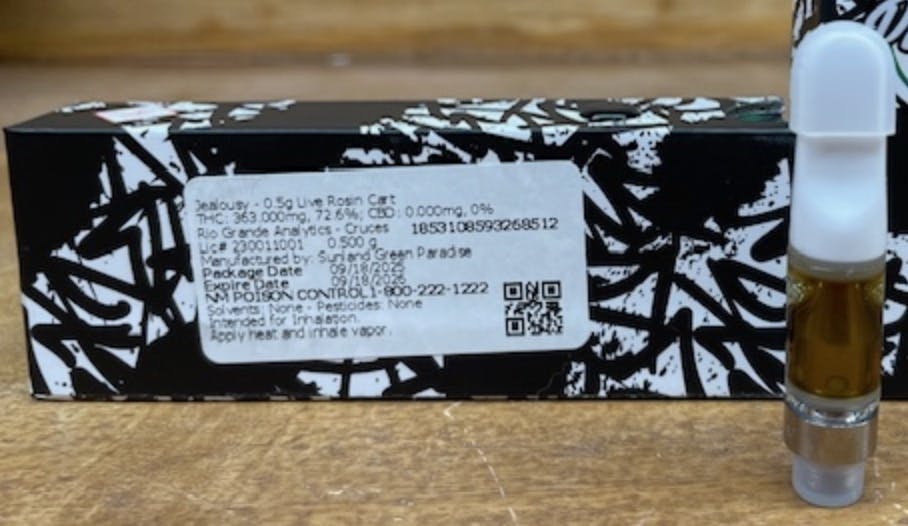 Jealousy - 0.5g Live Rosin Cart
THC: 363.000mg, 72.6%; CBD: 0.000mg, 0%
Rio Grande Analytics - Cruces 1853108593268512
Lic# 230011001 0.500 g
Manufactured by: Sunland Green Paradise
Package Date 09/18/2025
Expire Date 09/18/2026
NM POISON CONTROL 1-800-222-1222
Solvents: None - Pesticides: None
Intended for Inhalation.
Apply heat and inhale vapor.